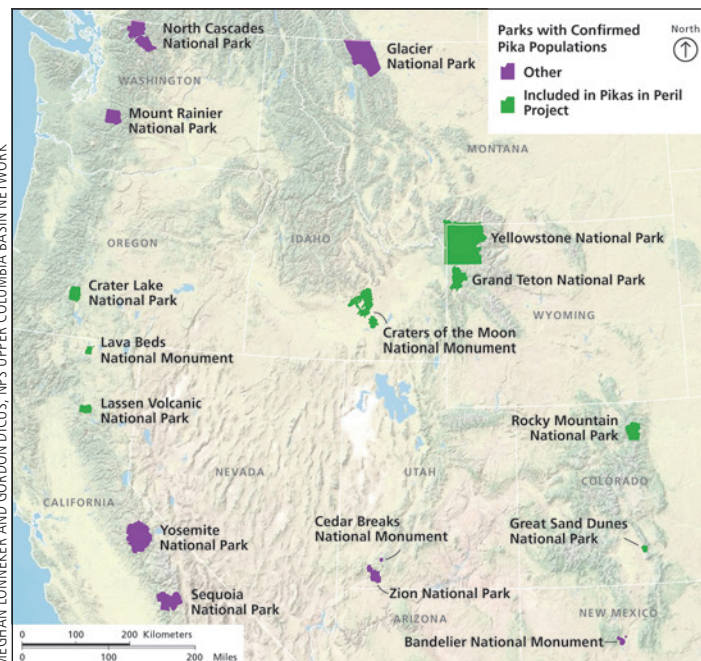 North Cascades
National Park
Glacier
National Park
Parks with Confirmed
Pika Populations
Other
Included in Pikas in Peril
Project
North
WASHINGTON
Mount Rainier
National Park
MONTANA
OREGON
IDAHO
Yellowstone National Park
Grand Teton National Park
Crater Lake
National Park
WYOMING
Craters of the Moon
National Monument
Lava Beds
National Monument
Lassen Volcanic
National Park
Rocky Mountain
National Park
NEVADA
UTAH
COLORADO
CALIFORNIA
Cedar Breaks
National Monument
Great Sand Dunes
National Park
Yosemite
National Park
Zion National Park
Sequoia
National Park
ARIZONA
NEW MEXICO
Bandelier National Monument
0 100 200 Kilometers
0 100 200 Miles
MEGHAN LONNEKER AND GORDON DICUS, NPS UPPER COLUMBIA BASIN NETWORK